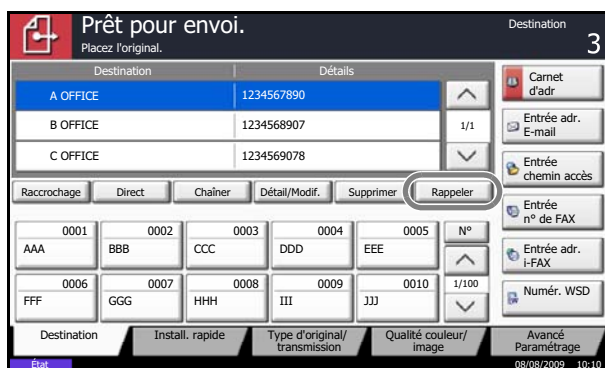 Prêt pour envoi.
Placez l'original.
Destination
3
Destination
Détails
A OFFICE
1234567890
B OFFICE
1234568907
1/1
C OFFICE
1234569078
Carnet
d'adr
Entrée adr.
E-mail
Entrée
chemin accès
Entrée
n° de FAX
Entrée adr.
i-FAX
Numér. WSD
Raccrochage
Direct
Chaîner
Détail/Modif.
Supprimer
Rappeler
0001
AAA
0002
BBB
0003
CCC
0004
DDD
0005
EEE
N°
0006
FFF
0007
GGG
0008
HHH
0009
III
0010
JJJ
1/100
Destination
Install. rapide
Type d'original/
transmission
Qualité couleur/
image
Avancé
Paramétrage
État
08/08/2009 10:10